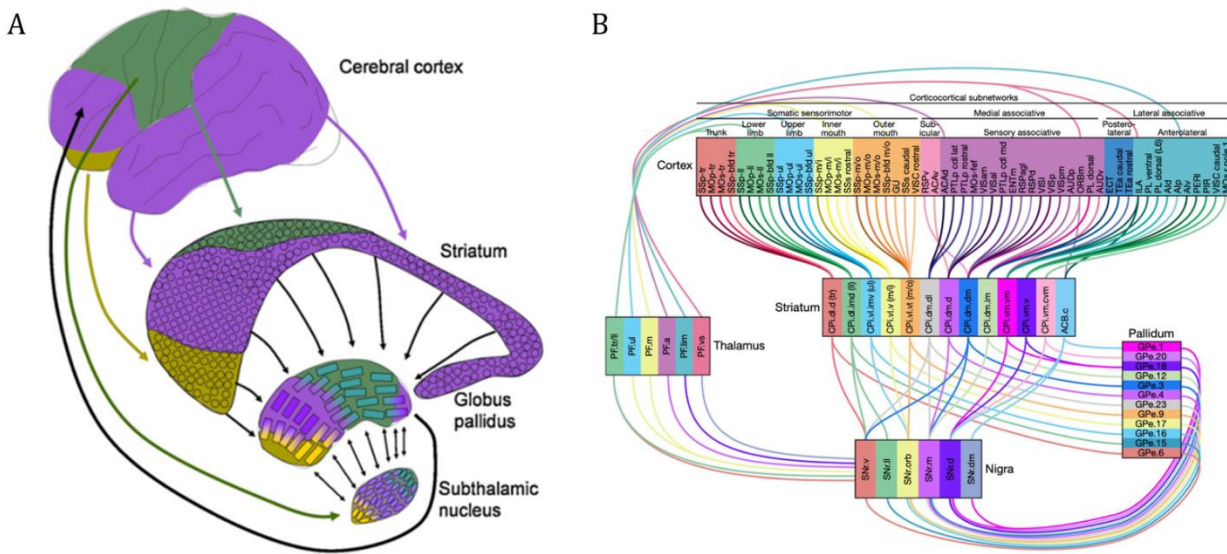 A
Cerebral cortex
Striatum
Globus
pallidus
Subthalamic
nucleus
B
Corticocortical subnetworks
Somatic sensorimotor
Medial associative
Lateral associative
Trunk
Lower
limb
Upper
limb
Inner
mouth
Outer
mouth
Sub-
icular
Sensory associative
Postero-
lateral
Anterolateral
Cortex
SSp-tr
MOp-tr
MOs-tr
SSp-bfd tr
SSp-ll
MOp-ll
MOs-ll
SSp-bfd ll
SSp-ul
MOp-ul
MOs-ul
SSp-bfd ul
SSp-m/i
MOp-m/i
MOs-m/i
SSs rostral
SSp-m/o
MOp-m/o
MOs-m/o
SSp-bfd m/o
GU
SSs caudal
VISC rostral
RSPv
ACAv
ACAd
PTLp cdl lat
PTLp rostral
MOs-fef
VISam
VISal
PTLp cdl md
ENTm
RSPagl
RSPd
VISl
VISp
VISpm
AUDp
ORBm
PL dorsal
AUDv
ECT
TEa caudal
TEa rostral
ILA
PL ventral
PL dorsal (L6)
AId
AIp
AIv
PERI
PIR
VISC caudal
Striatum
CPi.dl.d (tr)
CPi.dl.imd (ll)
CPi.vl.imv (ul)
CPi.vl.v (m/i)
CPi.vl.vt (m/o)
CPi.dm.dl
CPi.dm.d
CPi.dm.dm
CPi.dm.im
CPi.vm.vm
CPi.vm.v
CPi.vm.cvm
ACB.c
Thalamus
PF.tr/ll
PF.ul
PF.m
PF.a
PF.lim
PF.vs
Pallidum
GPe.1
GPe.20
GPe.18
GPe.12
GPe.3
GPe.4
GPe.23
GPe.9
GPe.17
GPe.16
GPe.15
GPe.6
SNr.v
SNr.ll
SNr.orb
SNr.m
SNr.d
SNr.dm
Nigra